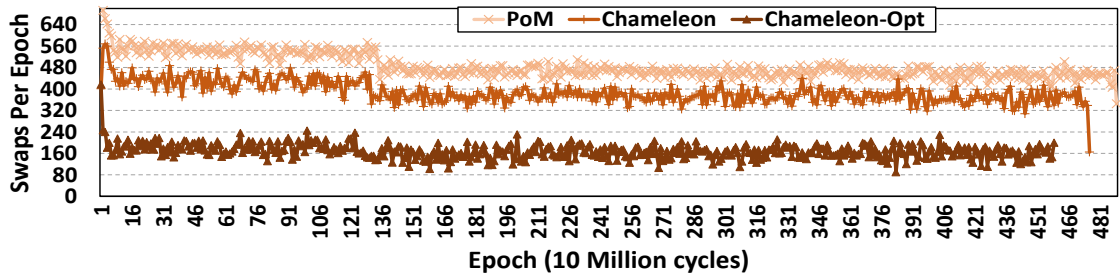 PoM Chameleon Chameleon-Opt
Swaps Per Epoch
640
560
480
400
320
240
160
80
0
1 16 31 46 61 76 91 106 121 136 151 166 181 196 211 226 241 256 271 286 301 316 331 346 361 376 391 406 421 436 451 466 481
Epoch (10 Million cycles)